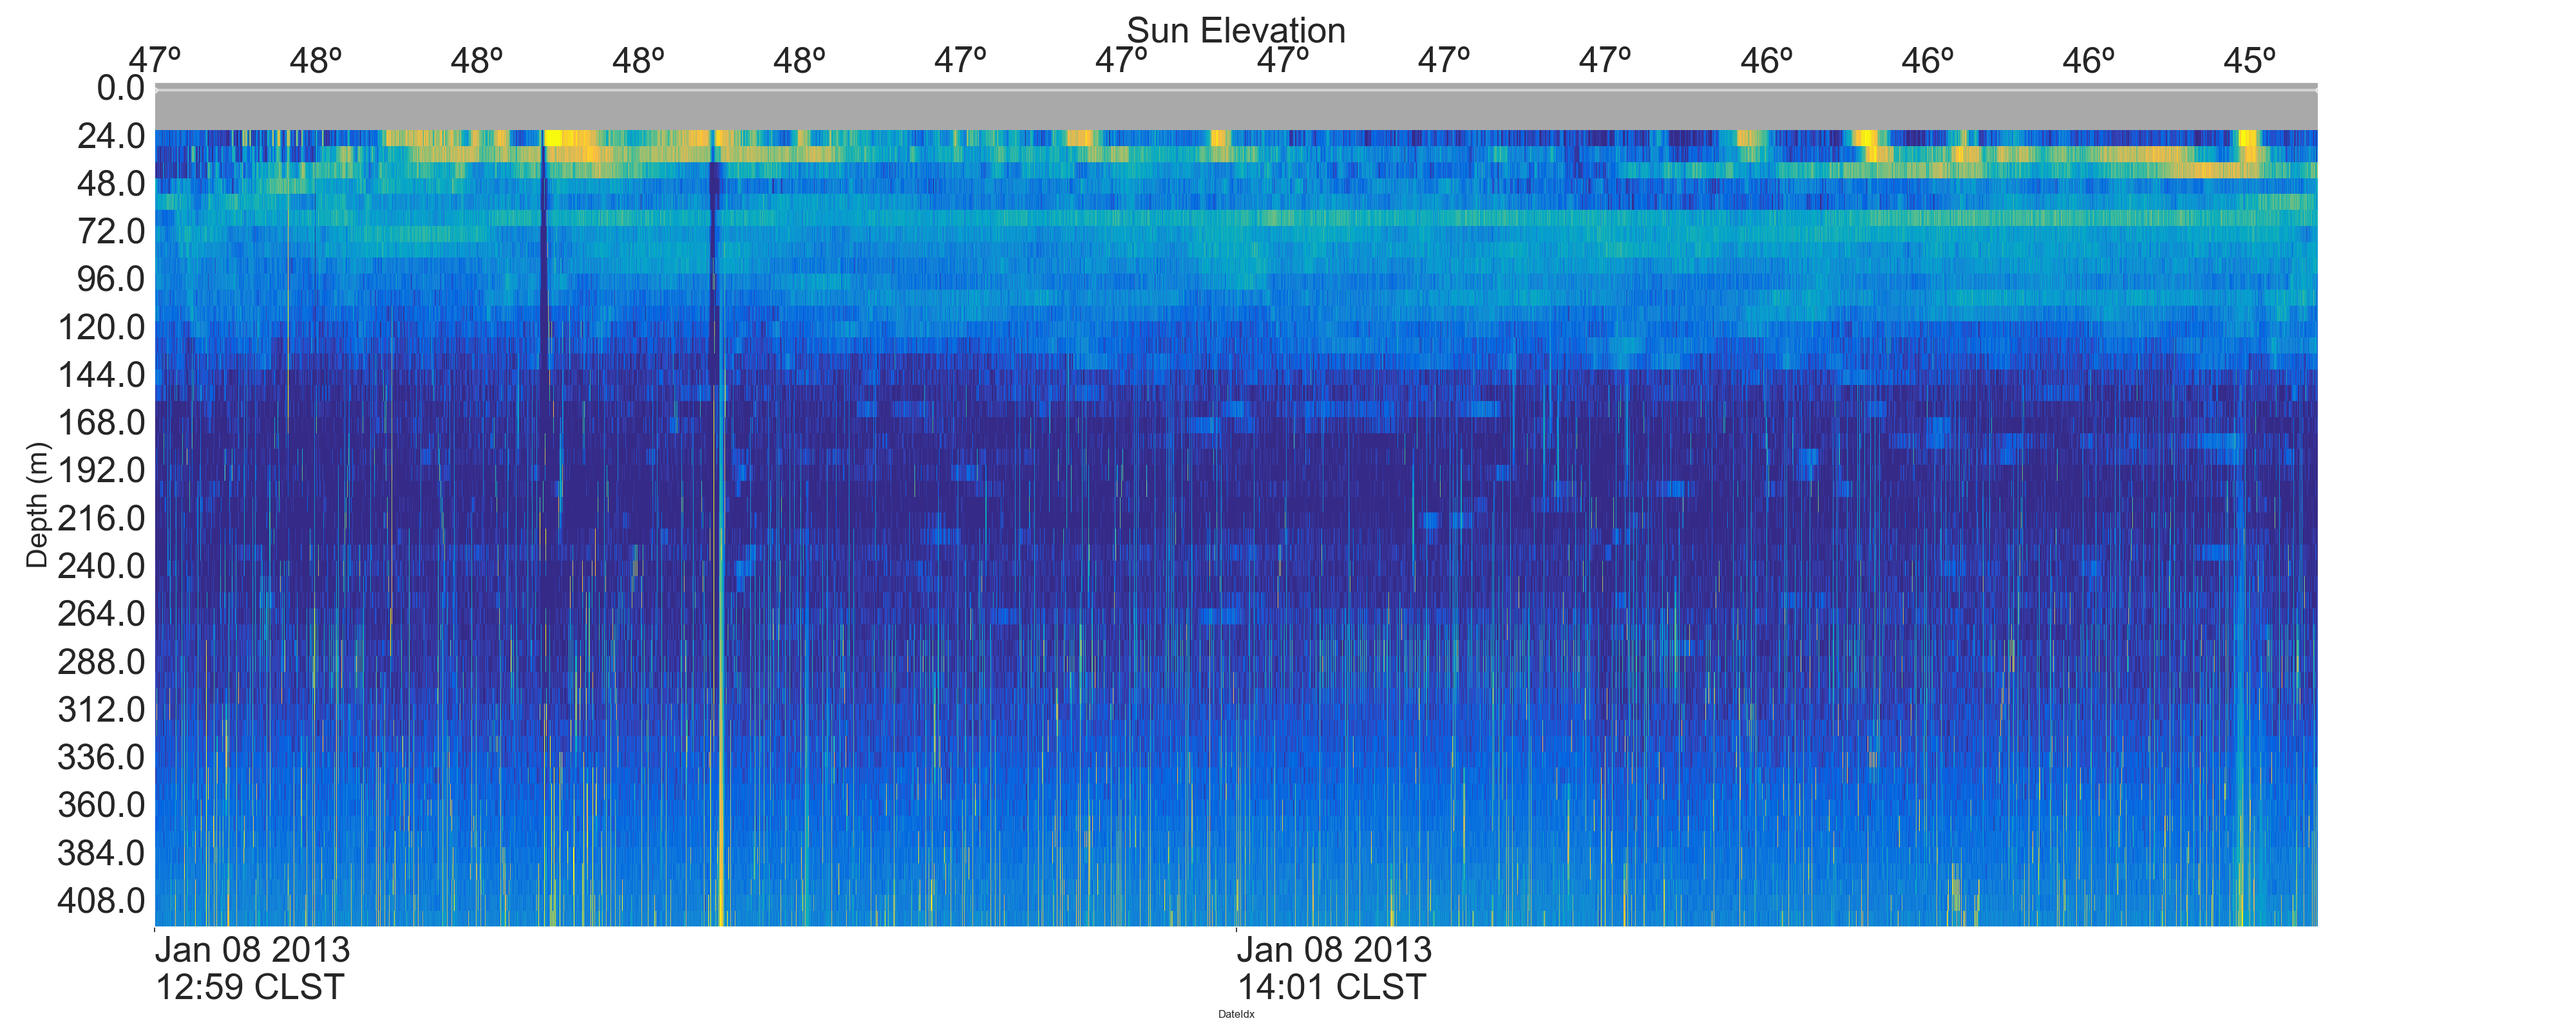 Sun Elevation
47º 48º 48º 48º 48º 47º 47º 47º 47º 47º 46º 46º 46º 45º
0.0
24.0
48.0
72.0
96.0
120.0
144.0
168.0
192.0
216.0
240.0
264.0
288.0
312.0
336.0
360.0
384.0
408.0
Depth (m)
Jan 08 2013
12:59 CLST
Jan 08 2013
14:01 CLST
DateIdx